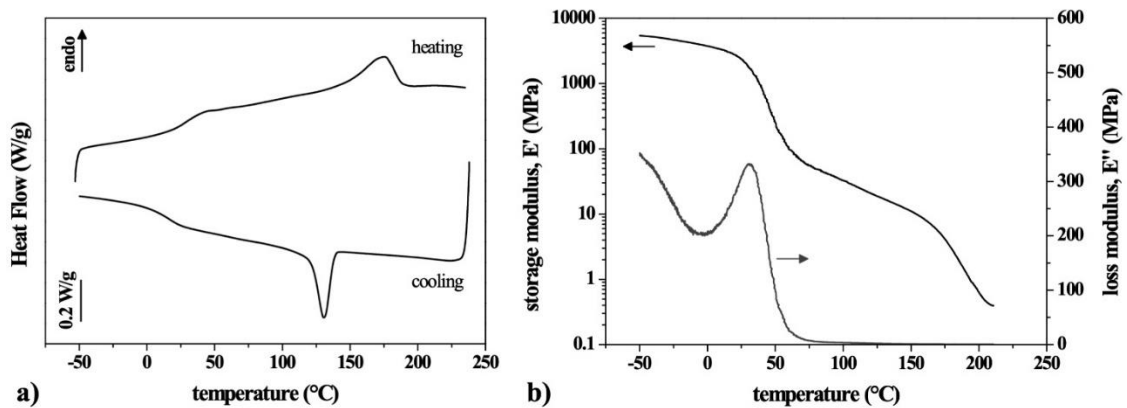 endo
heating
Heat Flow (W/g)
0.2 W/g
cooling
-50 0 50 100 150 200 250
temperature (°C)
a)
10000
1000
100
10
1
0.1
storage modulus, E' (MPa)
600
500
400
300
200
100
0
loss modulus, E'' (MPa)
-50 0 50 100 150 200 250
temperature (°C)
b)